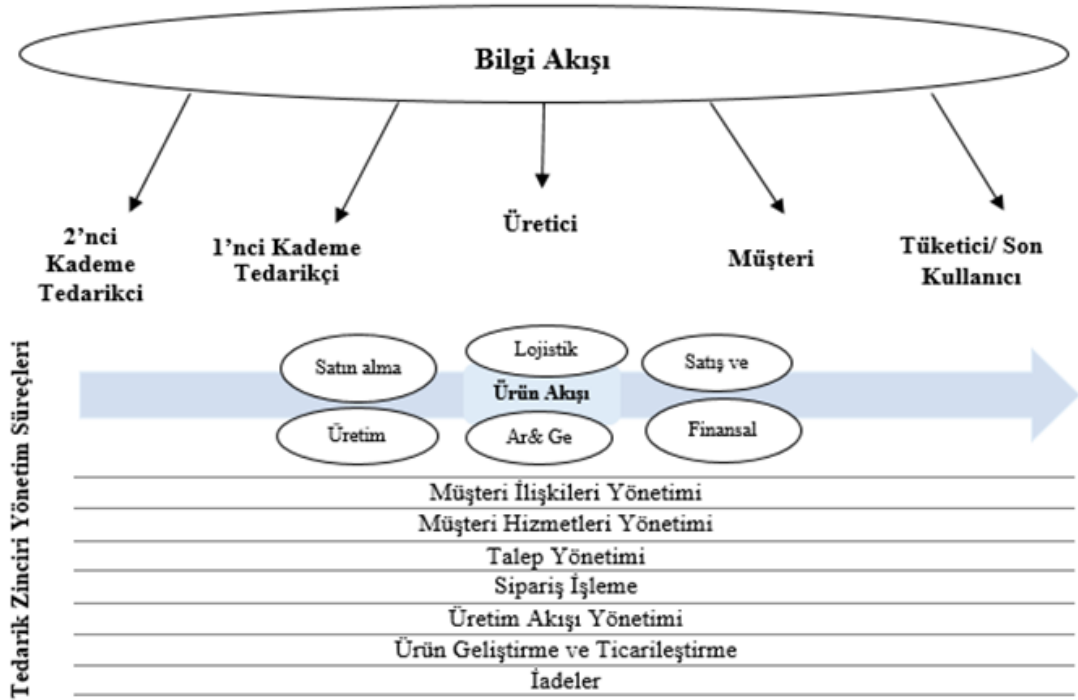 Bilgi Akışı
2’nci
Kademe
Tedarikci
1’nci Kademe
Tedarikçi
Üretici
Müşteri
Tüketici/ Son
Kullanıcı
Tedarik Zinciri Yönetim Süreçleri
Satın alma
Lojistik
Satış ve
Ürün Akışı
Üretim
Ar& Ge
Finansal
Müşteri İlişkileri Yönetimi
Müşteri Hizmetleri Yönetimi
Talep Yönetimi
Sipariş İşleme
Üretim Akışı Yönetimi
Ürün Geliştirme ve Ticarileştirme
İadeler